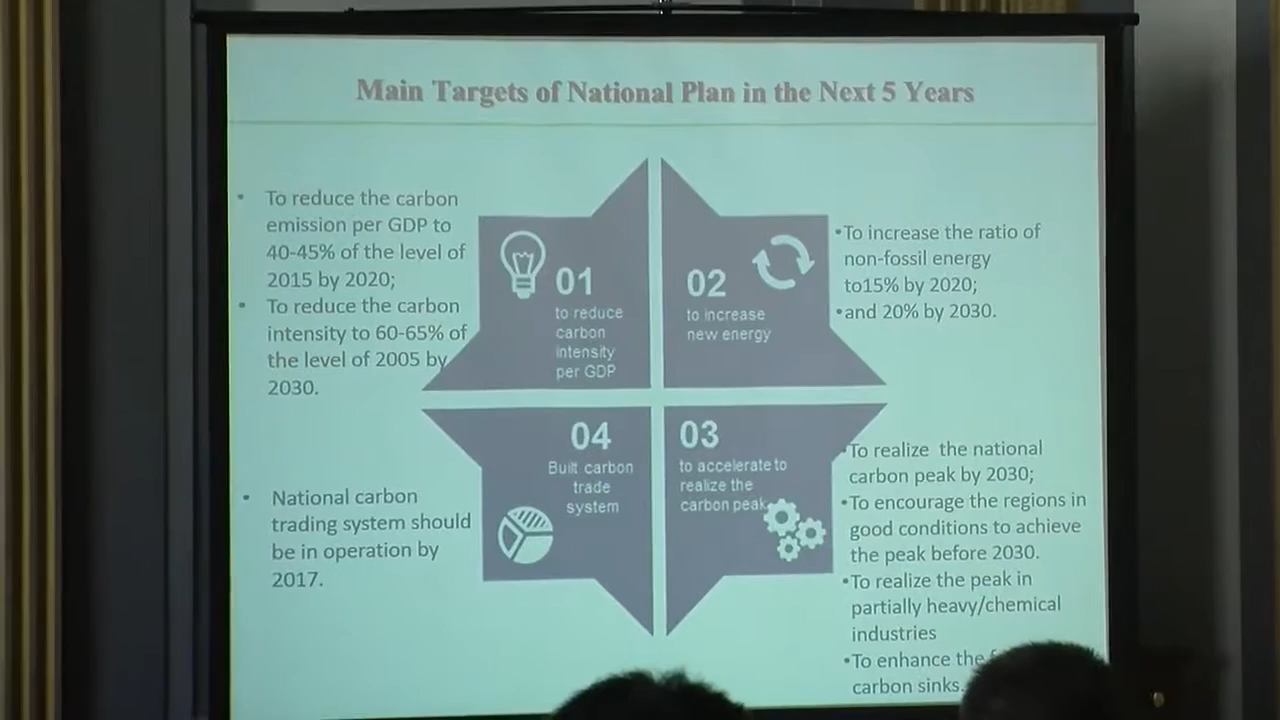 Main Targets of National Plan in the Next 5 Years
• To reduce the carbon
emission per GDP to
40-45% of the level of
2015 by 2020;
• To reduce the carbon
intensity to 60-65% of
the level of 2005 by
2030.
01
to reduce
carbon
intensity
per GDP
02
to increase
new energy
•To increase the ratio of
non-fossil energy
to15% by 2020;
•and 20% by 2030.
• National carbon
trading system should
be in operation by
2017.
04
Built carbon
trade
system
03
to accelerate to
realize the
carbon peak
•To realize the national
carbon peak by 2030;
•To encourage the regions in
good conditions to achieve
the peak before 2030.
•To realize the peak in
partially heavy/chemical
industries
•To enhance the
carbon sinks.